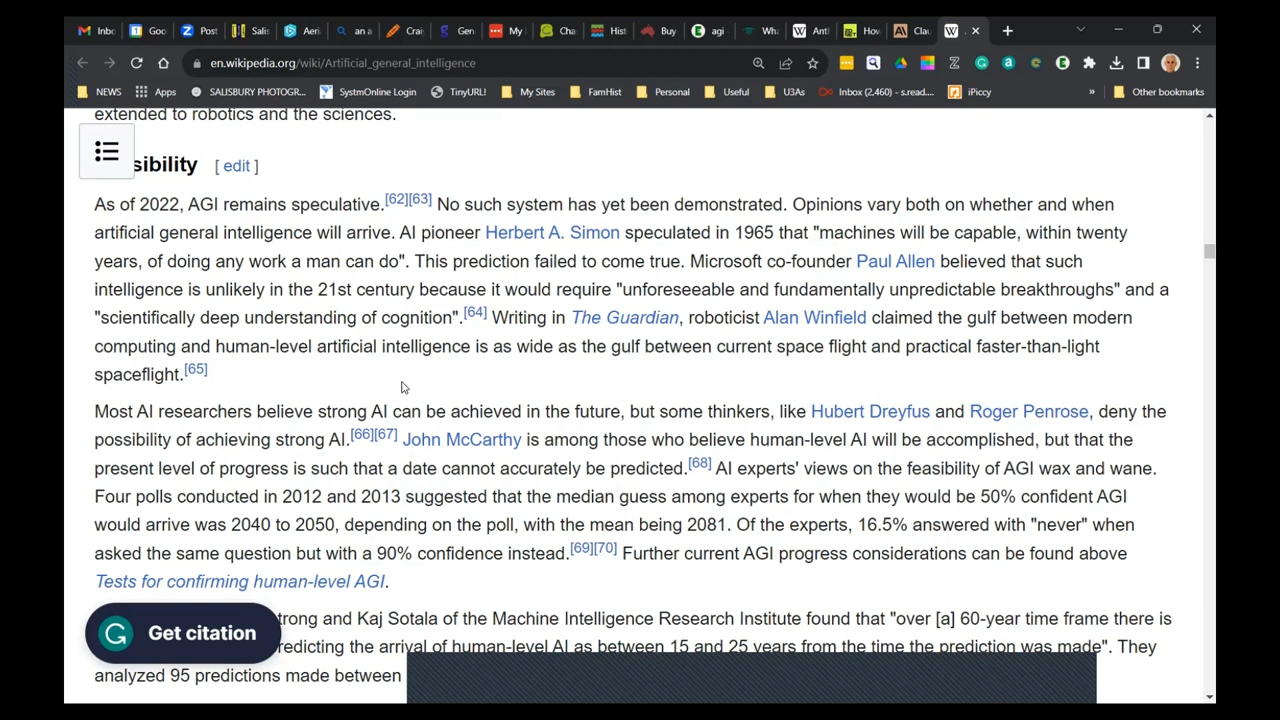 Inbo
Goo
Post
Salis
Aeri
an a
Crai
Gen
My
Cha
Hist
Buy
agi
Wha
Anti
How
Clau
en.wikipedia.org/wiki/Artificial_general_intelligence
NEWS
Apps
SALISBURY PHOTOGR...
SystmOnline Login
TinyURL!
My Sites
FamHist
Personal
Useful
U3As
Inbox (2,460) - s.read....
iPiccy
»
Other bookmarks
extended to robotics and the sciences.
sibility [ edit ]
As of 2022, AGI remains speculative.[62][63] No such system has yet been demonstrated. Opinions vary both on whether and when
artificial general intelligence will arrive. AI pioneer Herbert A. Simon speculated in 1965 that "machines will be capable, within twenty
years, of doing any work a man can do". This prediction failed to come true. Microsoft co-founder Paul Allen believed that such
intelligence is unlikely in the 21st century because it would require "unforeseeable and fundamentally unpredictable breakthroughs" and a
"scientifically deep understanding of cognition".[64] Writing in The Guardian, roboticist Alan Winfield claimed the gulf between modern
computing and human-level artificial intelligence is as wide as the gulf between current space flight and practical faster-than-light
spaceflight.[65]
Most AI researchers believe strong AI can be achieved in the future, but some thinkers, like Hubert Dreyfus and Roger Penrose, deny the
possibility of achieving strong AI.[66][67] John McCarthy is among those who believe human-level AI will be accomplished, but that the
present level of progress is such that a date cannot accurately be predicted.[68] AI experts' views on the feasibility of AGI wax and wane.
Four polls conducted in 2012 and 2013 suggested that the median guess among experts for when they would be 50% confident AGI
would arrive was 2040 to 2050, depending on the poll, with the mean being 2081. Of the experts, 16.5% answered with "never" when
asked the same question but with a 90% confidence instead.[69][70] Further current AGI progress considerations can be found above
Tests for confirming human-level AGI.
trong and Kaj Sotala of the Machine Intelligence Research Institute found that "over [a] 60-year time frame there is
Get citation
redicting the arrival of human-level AI as between 15 and 25 years from the time the prediction was made". They
analyzed 95 predictions made between